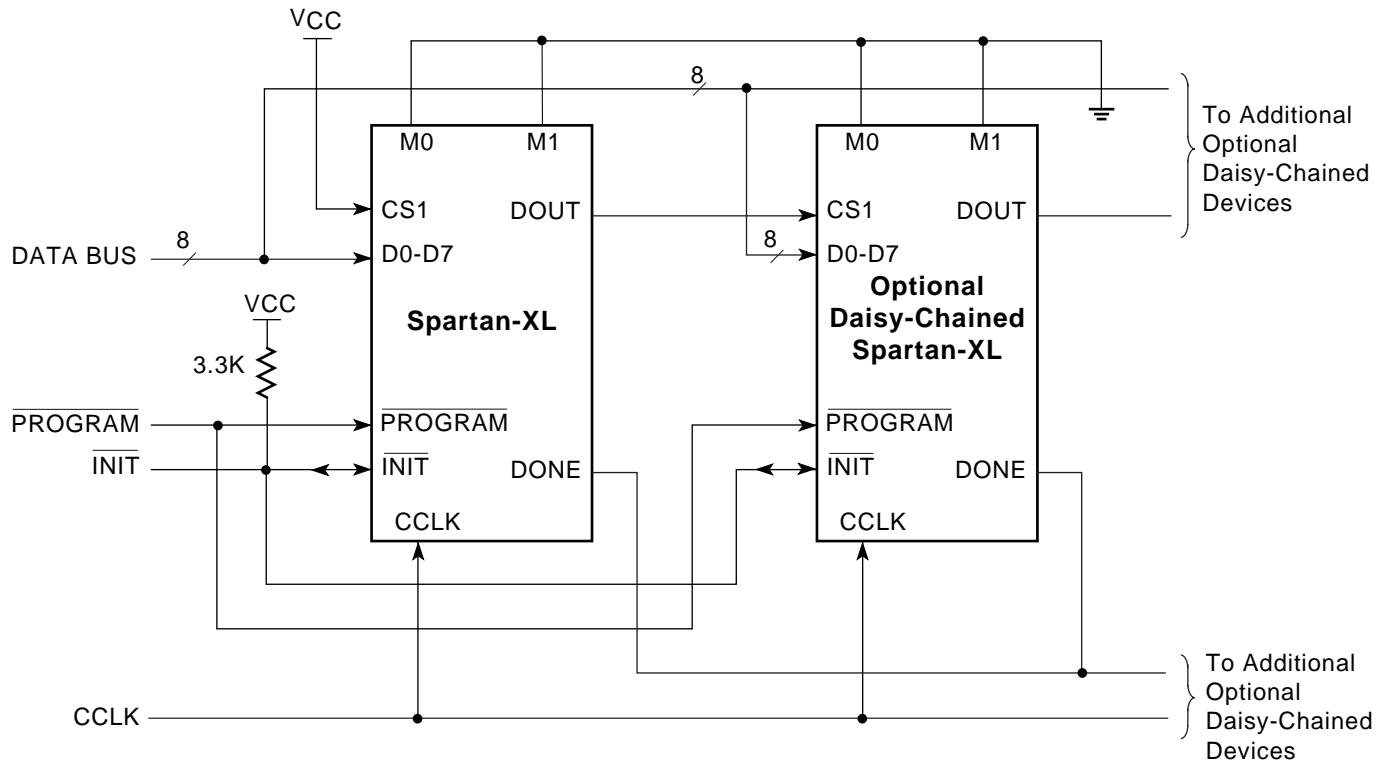 VCC
8
M0
M1
M0
M1
To Additional
Optional
Daisy-Chained
Devices
CS1
DOUT
CS1
DOUT
DATA BUS
8
D0-D7
8
D0-D7
VCC
3.3K
Spartan-XL
Optional
Daisy-Chained
Spartan-XL
PROGRAM
PROGRAM
PROGRAM
INIT
INIT
DONE
INIT
DONE
CCLK
CCLK
CCLK
To Additional
Optional
Daisy-Chained
Devices